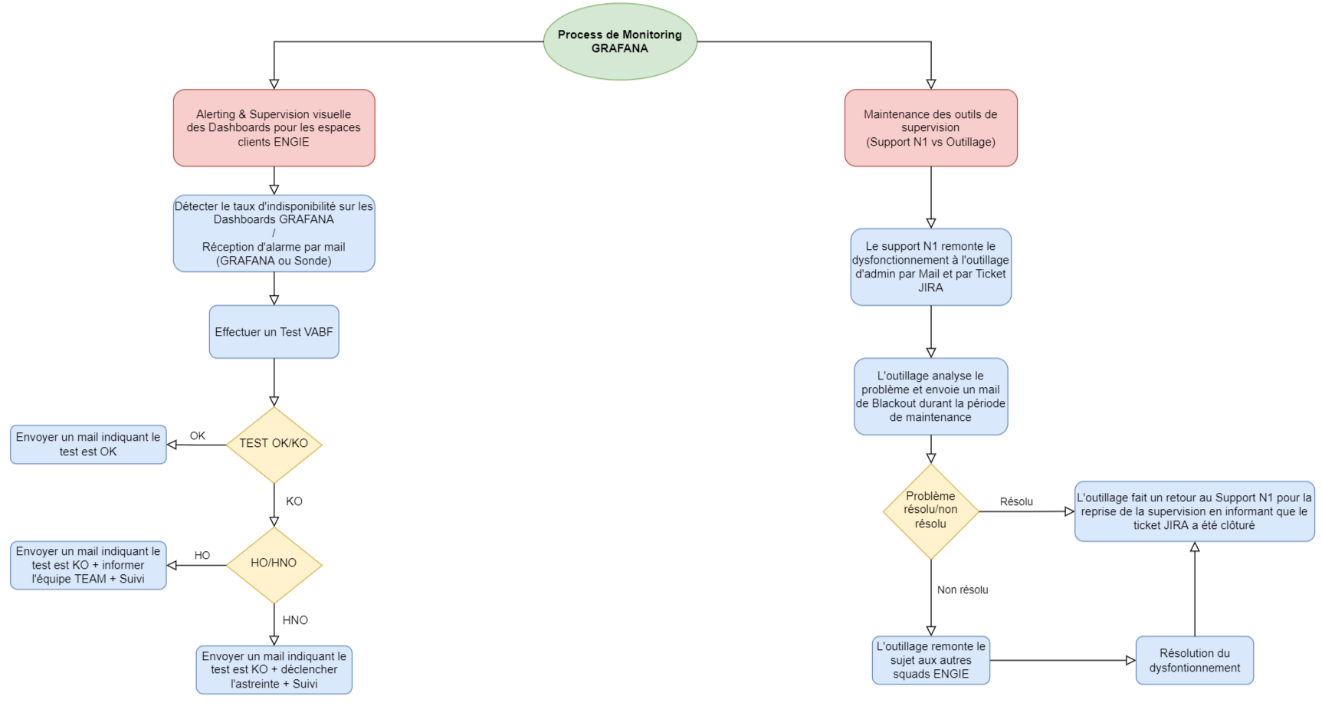 Process de Monitoring
GRAFANA
Alerting & Supervision visuelle
des Dashboards pour les espaces
clients ENGIE
Détecter le taux d'indisponibilité sur les
Dashboards GRAFANA
/
Réception d'alarme par mail
(GRAFANA ou Sonde)
Effectuer un Test VABF
TEST OK/KO
OK
Envoyer un mail indiquant le
test est OK
KO
HO/HNO
HO
Envoyer un mail indiquant le
test est KO + informer
l'équipe TEAM + Suivi
HNO
Envoyer un mail indiquant le
test est KO + déclencher
l'astreinte + Suivi
Maintenance des outils de
supervision
(Support N1 vs Outillage)
Le support N1 remonte le
dysfonctionnement à l'outillage
d'admin par Mail et par Ticket
JIRA
L'outillage analyse le
problème et envoie un mail
de Blackout durant la période
de maintenance
Problème
résolu/non
résolu
Résolu
L'outillage fait un retour au Support N1 pour la
reprise de la supervision en informant que le
ticket JIRA a été clôturé
Non résolu
L'outillage remonte le
sujet aux autres
squads ENGIE
Résolution du
dysfontionnement